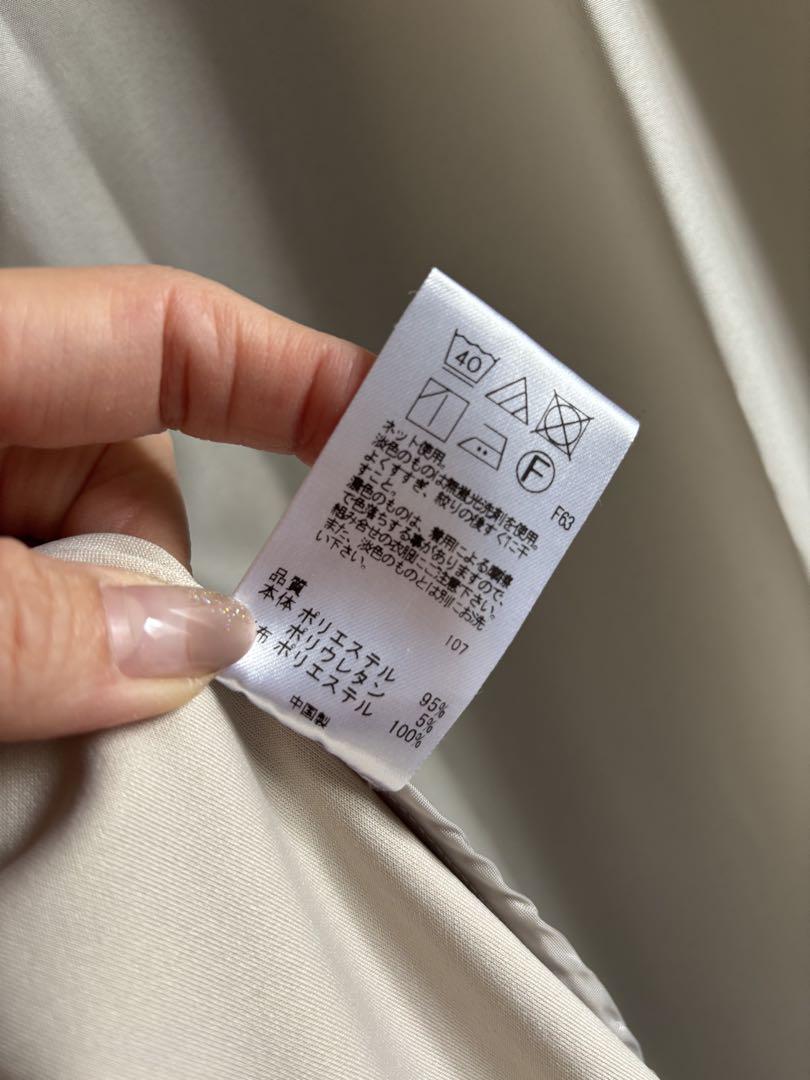 40
F
F63
ネット使用。
淡色のものは無蛍光洗剤を使用。
よくすすぎ、絞りの後すぐに干
すこと。
濃色のものは、着用による摩擦
で色落ちする事がありますので、
組み合せの衣服にご注意下さい。
また、淡色のものとは別にお洗
い下さい。
107
品質
本体 ポリエステル 95%
ポリウレタン 5%
布 ポリエステル 100%
中国製